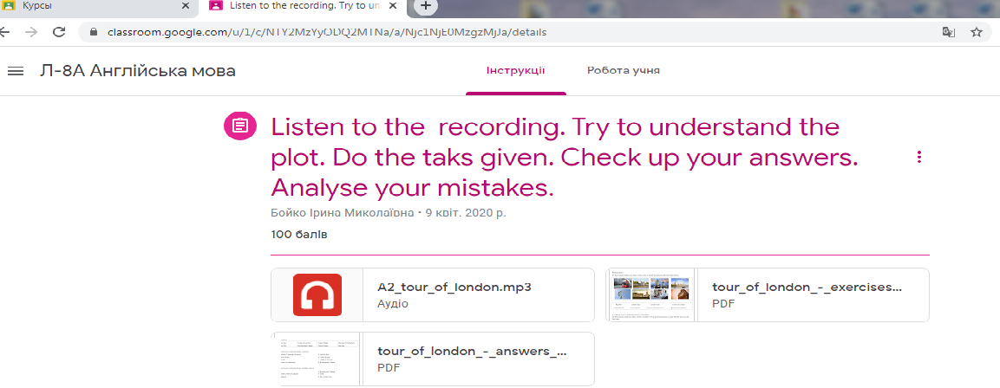 Курсы
Listen to the recording. Try to un
classroom.google.com/u/1/c/NTY2MzYyODQ2MTNa/a/Njc1NjE0MzgzMjJa/details
Л-8А Англійська мова
Інструкції
Робота учня
Listen to the recording. Try to understand the
plot. Do the taks given. Check up your answers.
Analyse your mistakes.
Бойко Ірина Миколаївна • 9 квіт. 2020 р.
100 балів
A2_tour_of_london.mp3
Аудіо
tour_of_london_-_exercises...
PDF
tour_of_london_-_answers_...
PDF